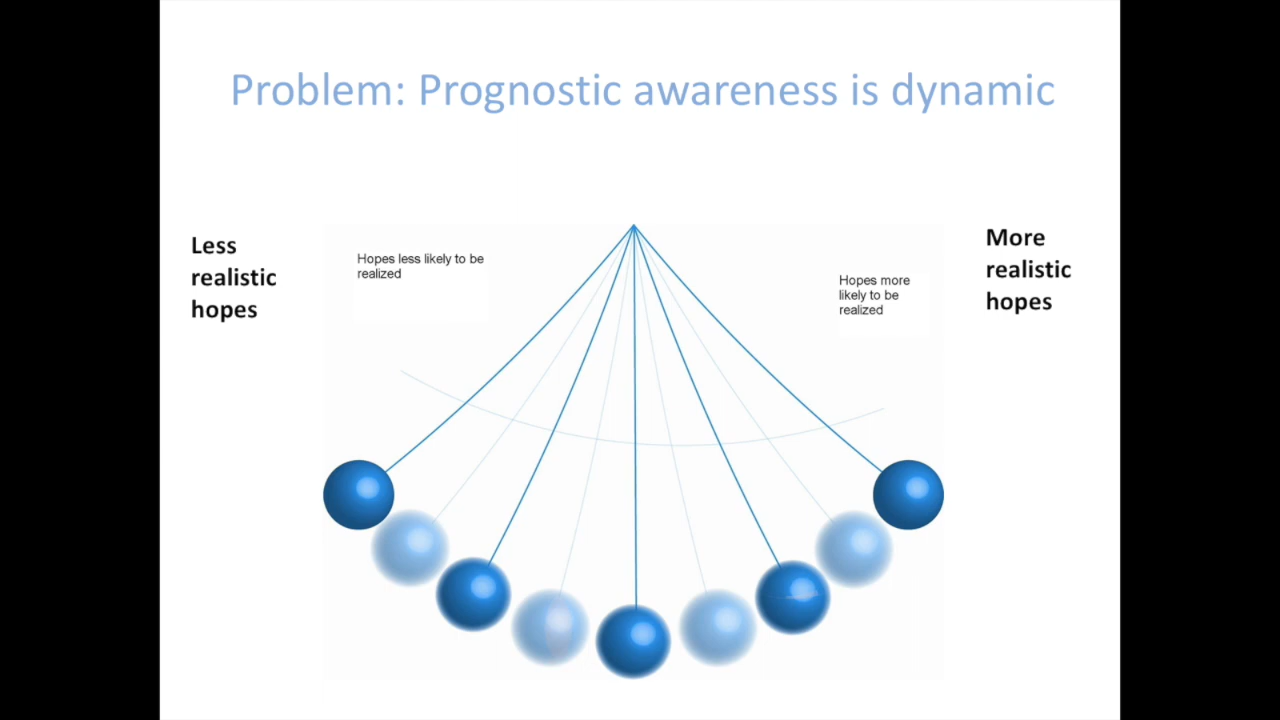 Problem: Prognostic awareness is dynamic
Less
realistic
hopes
Hopes less likely to be
realized
Hopes more
likely to be
realized
More
realistic
hopes